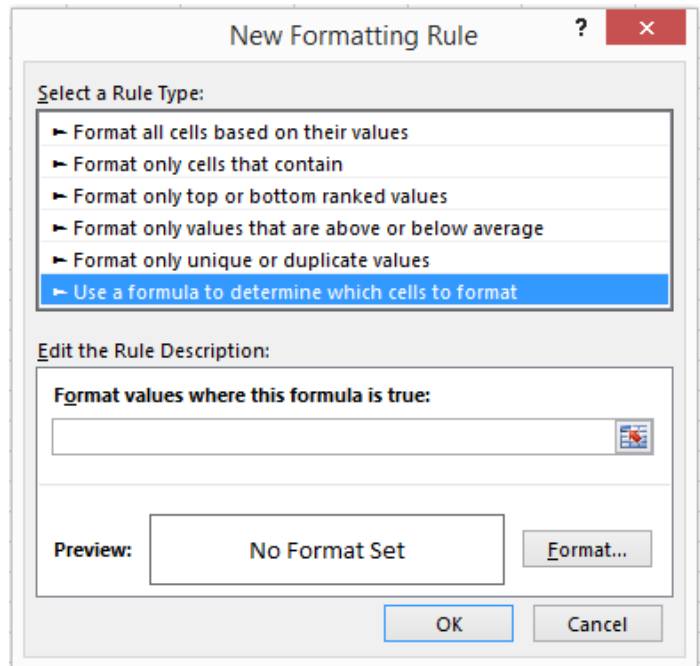 New Formatting Rule ?
Select a Rule Type:
► Format all cells based on their values
► Format only cells that contain
► Format only top or bottom ranked values
► Format only values that are above or below average
► Format only unique or duplicate values
► Use a formula to determine which cells to format
Edit the Rule Description:
Format values where this formula is true:
Preview: No Format Set Format...
OK Cancel